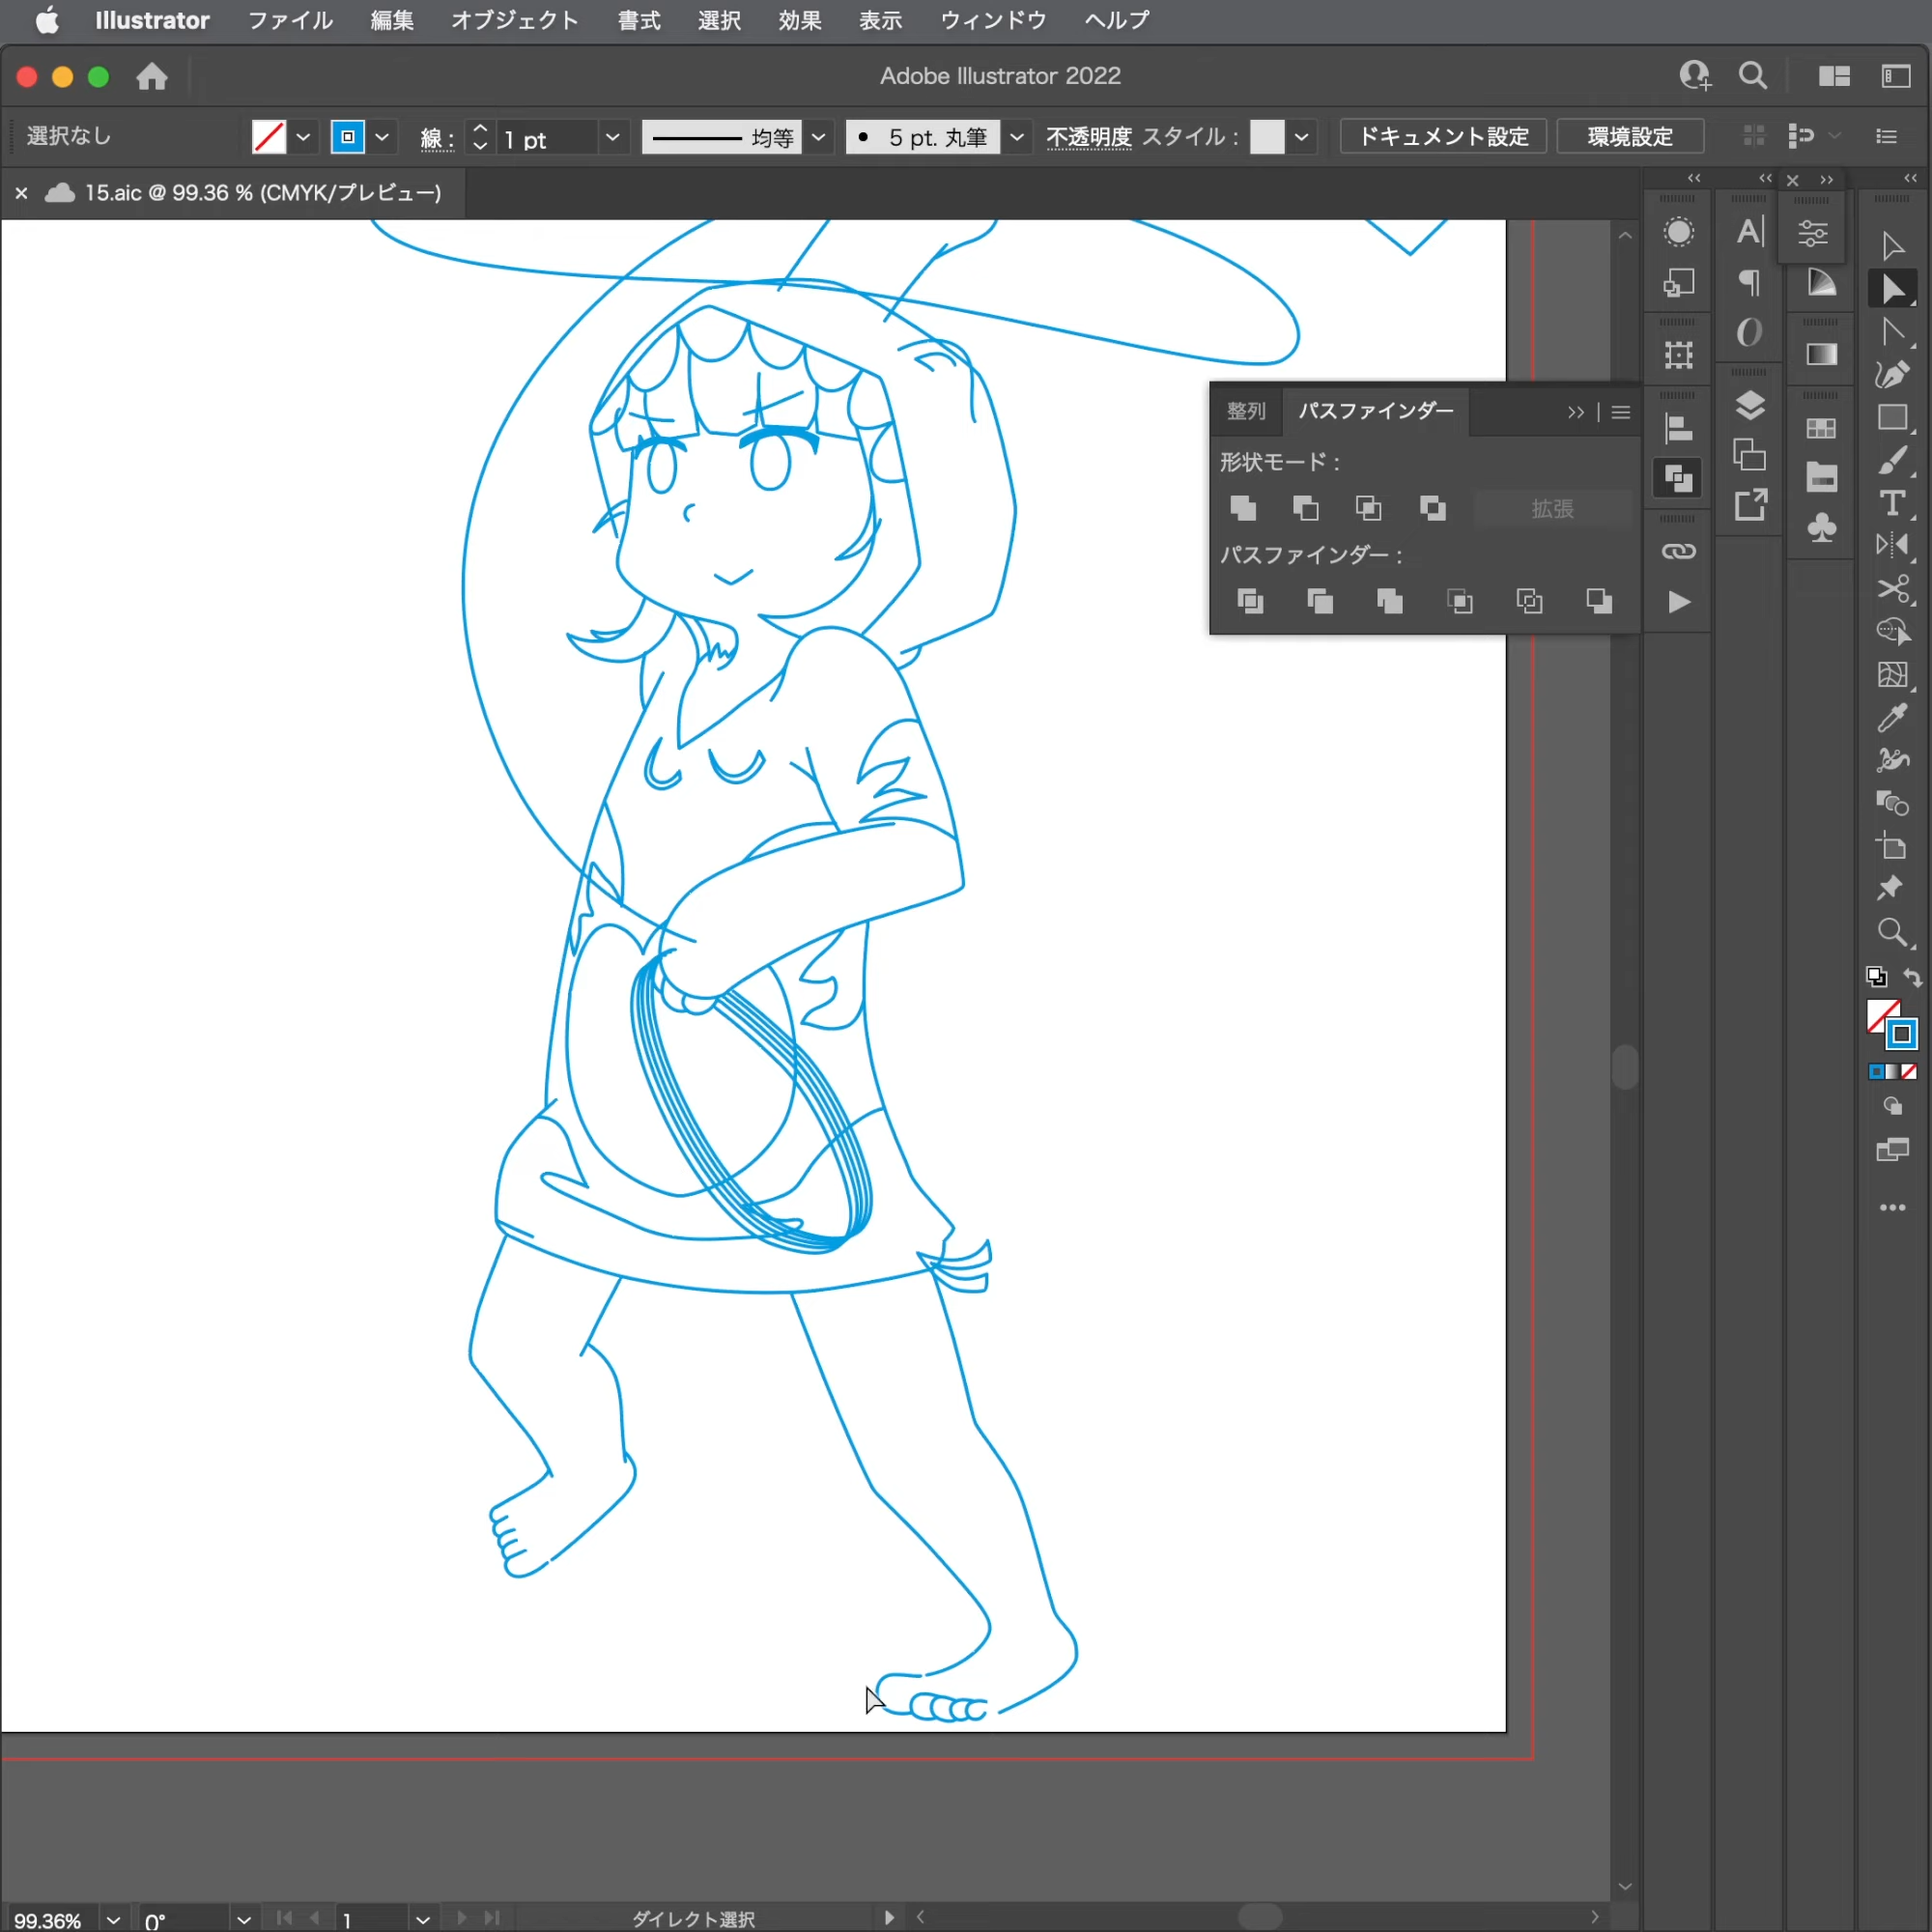 Illustrator ファイル 編集 オブジェクト 書式 選択 効果 表示 ウィンドウ ヘルプ
Adobe Illustrator 2022
選択なし 線： 1 pt 均等 5 pt. 丸筆 不透明度 スタイル： ドキュメント設定 環境設定
15.aic @ 99.36 % (CMYK/プレビュー)
整列 パスファインダー
形状モード：
拡張
パスファインダー：
99.36% 0° 1 ダイレクト選択